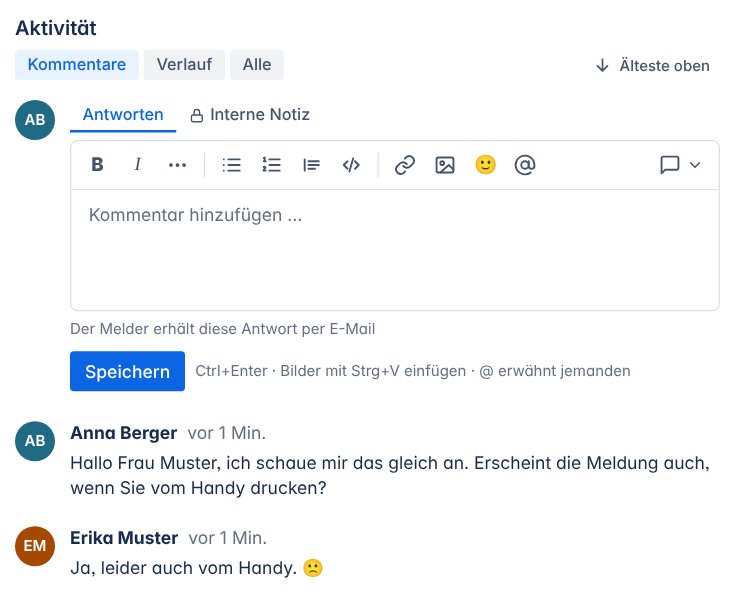 Aktivität
Kommentare Verlauf Alle ↓ Älteste oben
AB Antworten Interne Notiz
B I ...
Kommentar hinzufügen ...
Der Melder erhält diese Antwort per E-Mail
Speichern Ctrl+Enter · Bilder mit Strg+V einfügen · @ erwähnt jemanden
AB Anna Berger vor 1 Min.
Hallo Frau Muster, ich schaue mir das gleich an. Erscheint die Meldung auch,
wenn Sie vom Handy drucken?
EM Erika Muster vor 1 Min.
Ja, leider auch vom Handy. 🙁